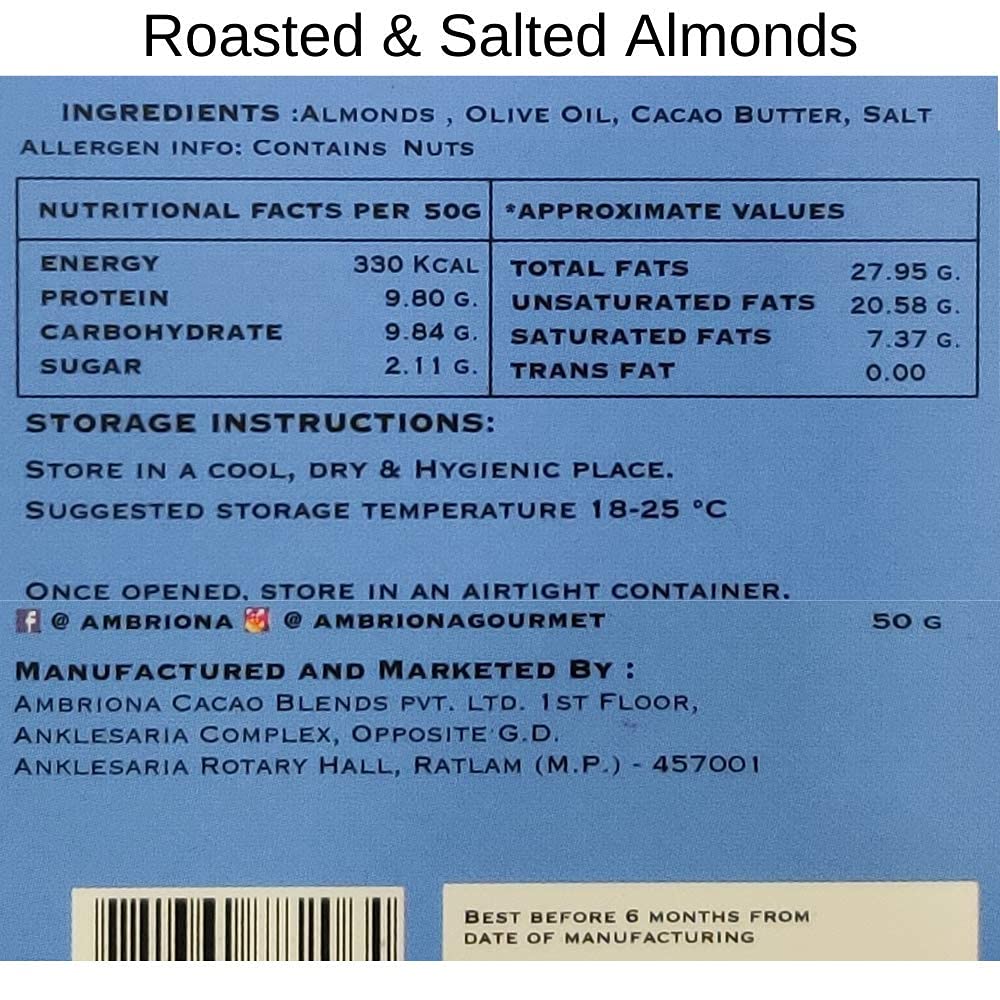 Roasted & Salted Almonds
INGREDIENTS :ALMONDS , OLIVE OIL, CACAO BUTTER, SALT
ALLERGEN INFO: CONTAINS NUTS
NUTRITIONAL FACTS PER 50G *APPROXIMATE VALUES
ENERGY 330 KCAL
PROTEIN 9.80 G.
CARBOHYDRATE 9.84 G.
SUGAR 2.11 G.
TOTAL FATS 27.95 G.
UNSATURATED FATS 20.58 G.
SATURATED FATS 7.37 G.
TRANS FAT 0.00
STORAGE INSTRUCTIONS:
STORE IN A COOL, DRY & HYGIENIC PLACE.
SUGGESTED STORAGE TEMPERATURE 18-25 °C
ONCE OPENED, STORE IN AN AIRTIGHT CONTAINER.
@ AMBRIONA @ AMBRIONAGOURMET 50 G
MANUFACTURED AND MARKETED BY :
AMBRIONA CACAO BLENDS PVT. LTD. 1ST FLOOR,
ANKLESARIA COMPLEX, OPPOSITE G.D.
ANKLESARIA ROTARY HALL, RATLAM (M.P.) - 457001
BEST BEFORE 6 MONTHS FROM
DATE OF MANUFACTURING